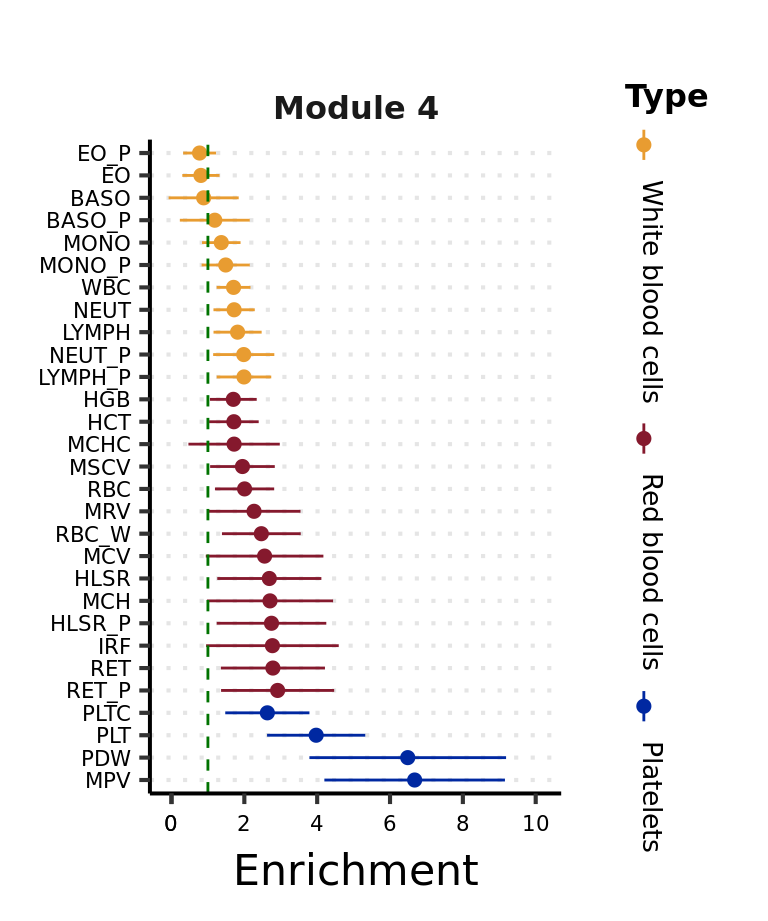 Module 4
EO_P
EO
BASO
BASO_P
MONO
MONO_P
WBC
NEUT
LYMPH
NEUT_P
LYMPH_P
HGB
HCT
MCHC
MSCV
RBC
MRV
RBC_W
MCV
HLSR
MCH
HLSR_P
IRF
RET
RET_P
PLTC
PLT
PDW
MPV
0 2 4 6 8 10
Enrichment
Type
White blood cells
Red blood cells
Platelets